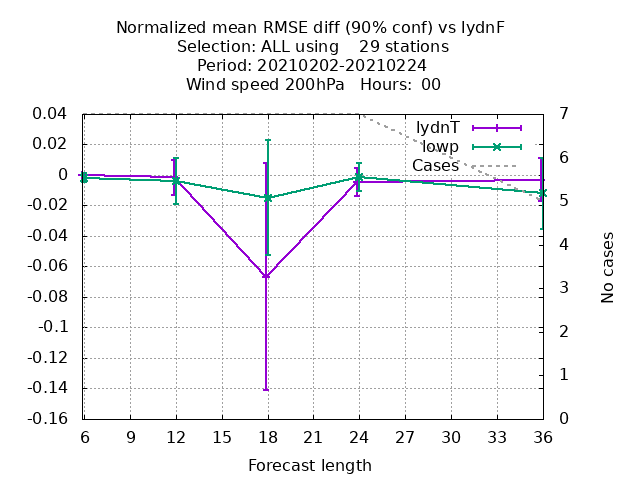 Normalized mean RMSE diff (90% conf) vs lydnF
Selection: ALL using    29 stations
Period: 20210202-20210224
Wind speed 200hPa   Hours:  00
0.04
0.02
0
-0.02
-0.04
-0.06
-0.08
-0.1
-0.12
-0.14
-0.16
7
6
5
4
3
2
1
0
lydnT
lowp
Cases
No cases
6 9 12 15 18 21 24 27 30 33 36
Forecast length